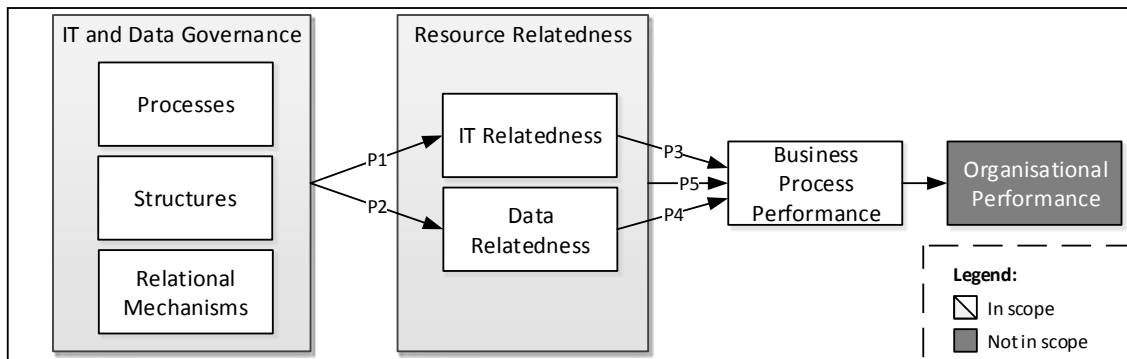 IT and Data Governance
Processes
Structures
Relational
Mechanisms
Resource Relatedness
IT Relatedness
Data
Relatedness
P1
P2
P3
P5
P4
Business
Process
Performance
Organisational
Performance
Legend:
In scope
Not in scope